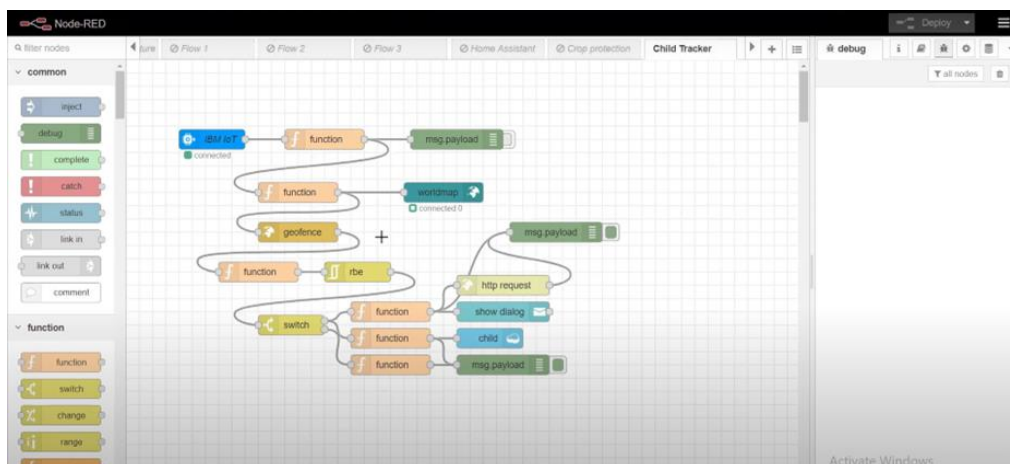 Node-RED
Deploy
filter nodes
ture
Flow 1
Flow 2
Flow 3
Home Assistant
Crop protection
Child Tracker
debug
i
all nodes
common
inject
debug
complete
catch
status
link in
link out
comment
function
function
switch
change
range
IBM IoT
connected
function
msg.payload
function
worldmap
connected 0
geofence
msg.payload
function
rbe
http request
switch
function
show dialog
function
child
function
msg.payload
Activate Windows